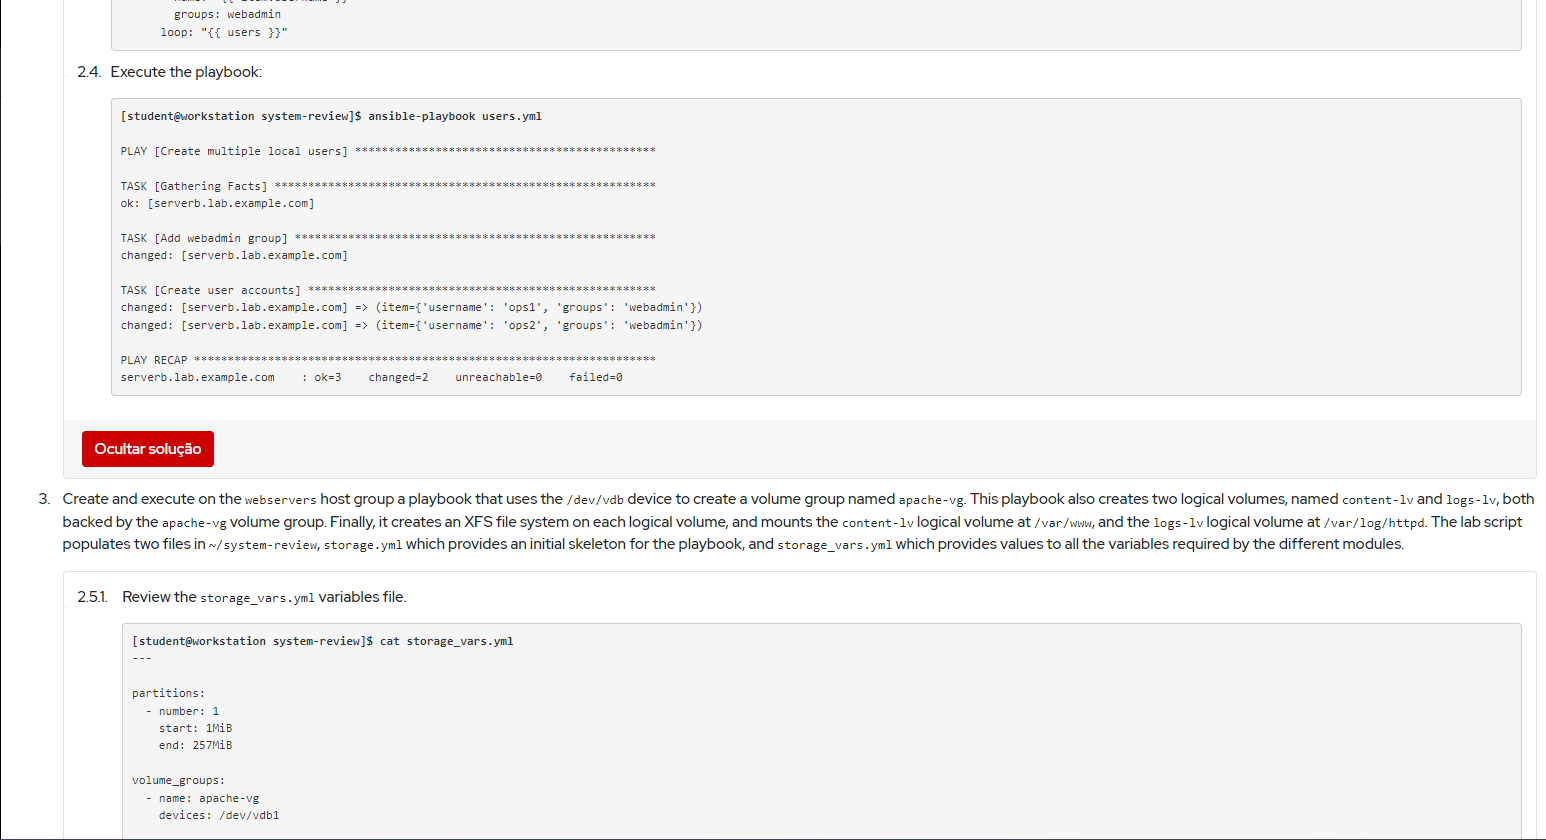 groups: webadmin
loop: "{{ users }}"
2.4. Execute the playbook:
[student@workstation system-review]$ ansible-playbook users.yml
PLAY [Create multiple local users] *********************************************
TASK [Gathering Facts] *********************************************************
ok: [serverb.lab.example.com]
TASK [Add webadmin group] ******************************************************
changed: [serverb.lab.example.com]
TASK [Create user accounts] ****************************************************
changed: [serverb.lab.example.com] => (item={'username': 'ops1', 'groups': 'webadmin'})
changed: [serverb.lab.example.com] => (item={'username': 'ops2', 'groups': 'webadmin'})
PLAY RECAP *********************************************************************
serverb.lab.example.com    : ok=3    changed=2    unreachable=0    failed=0
Ocultar solução
3. Create and execute on the webservers host group a playbook that uses the /dev/vdb device to create a volume group named apache-vg. This playbook also creates two logical volumes, named content-lv and logs-lv, both
backed by the apache-vg volume group. Finally, it creates an XFS file system on each logical volume, and mounts the content-lv logical volume at /var/www, and the logs-lv logical volume at /var/log/httpd. The lab script
populates two files in ~/system-review, storage.yml which provides an initial skeleton for the playbook, and storage_vars.yml which provides values to all the variables required by the different modules.
2.5.1. Review the storage_vars.yml variables file.
[student@workstation system-review]$ cat storage_vars.yml
---
partitions:
- number: 1
start: 1MiB
end: 257MiB
volume_groups:
- name: apache-vg
devices: /dev/vdb1